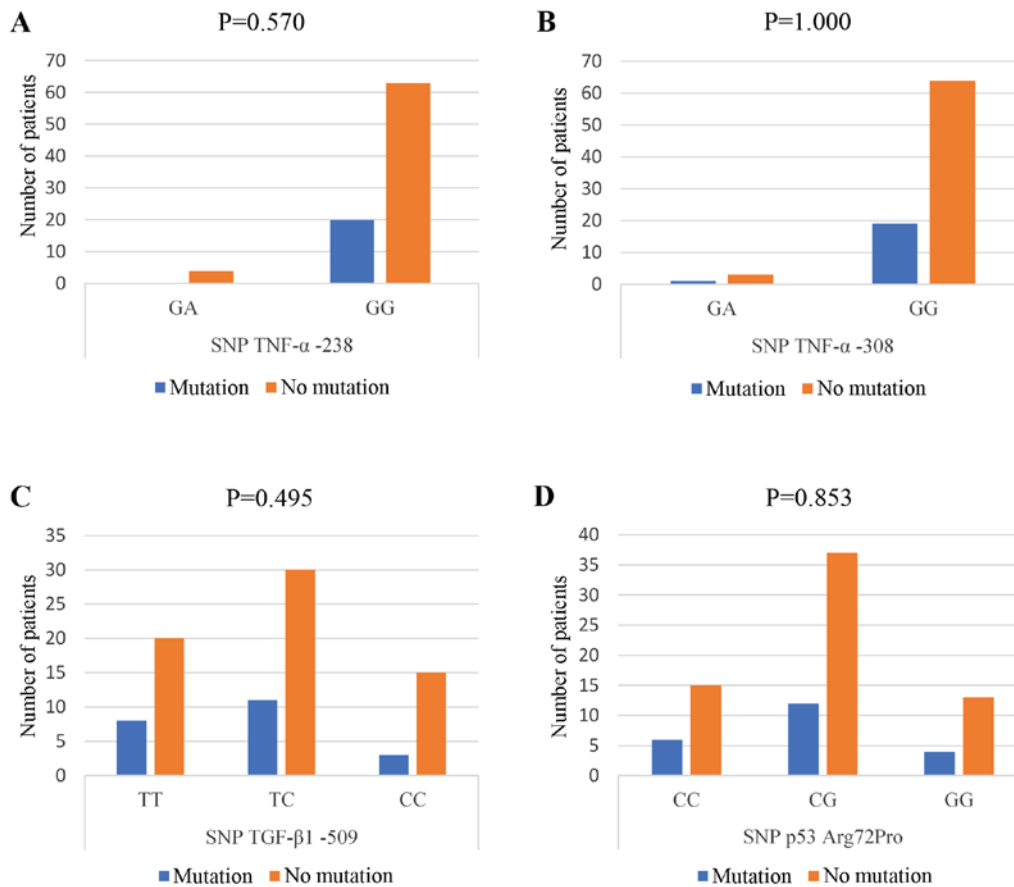 A
P=0.570
Number of patients
70
60
50
40
30
20
10
0
GA GG
SNP TNF-α -238
Mutation No mutation
B
P=1.000
Number of patients
70
60
50
40
30
20
10
0
GA GG
SNP TNF-α -308
Mutation No mutation
C
P=0.495
Number of patients
35
30
25
20
15
10
5
0
TT TC CC
SNP TGF-β1 -509
Mutation No mutation
D
P=0.853
Number of patients
40
35
30
25
20
15
10
5
0
CC CG GG
SNP p53 Arg72Pro
Mutation No mutation